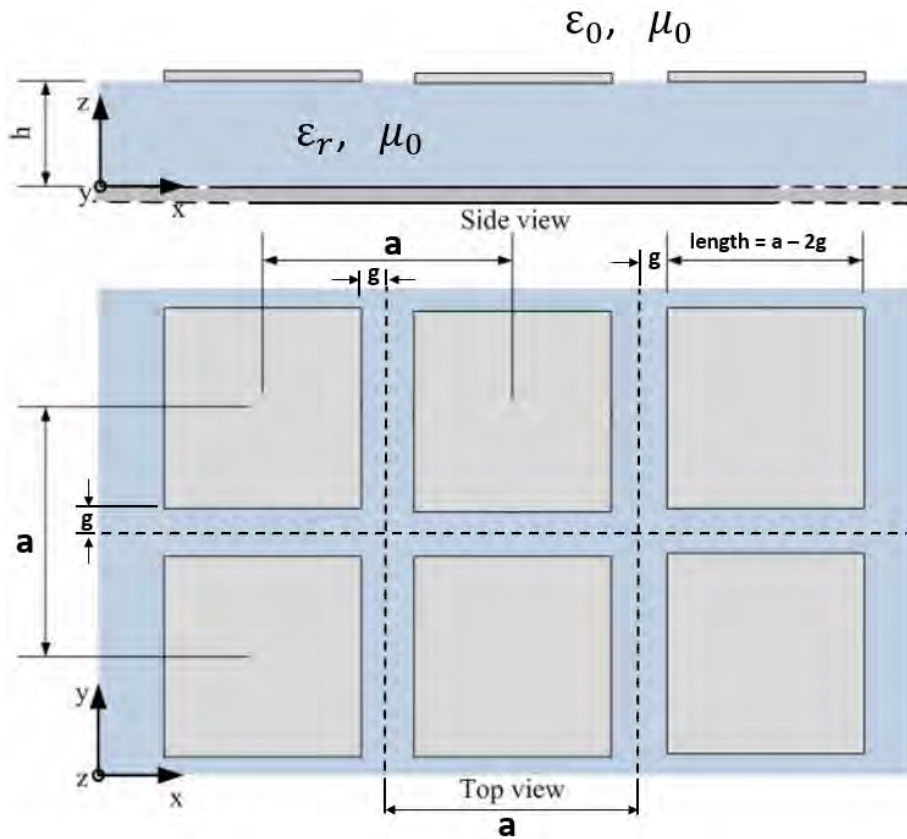 ε₀, μ₀
z
h
εᵣ, μ₀
y
x
Side view
a
g
g
length = a – 2g
g
a
y
z
x
Top view
a